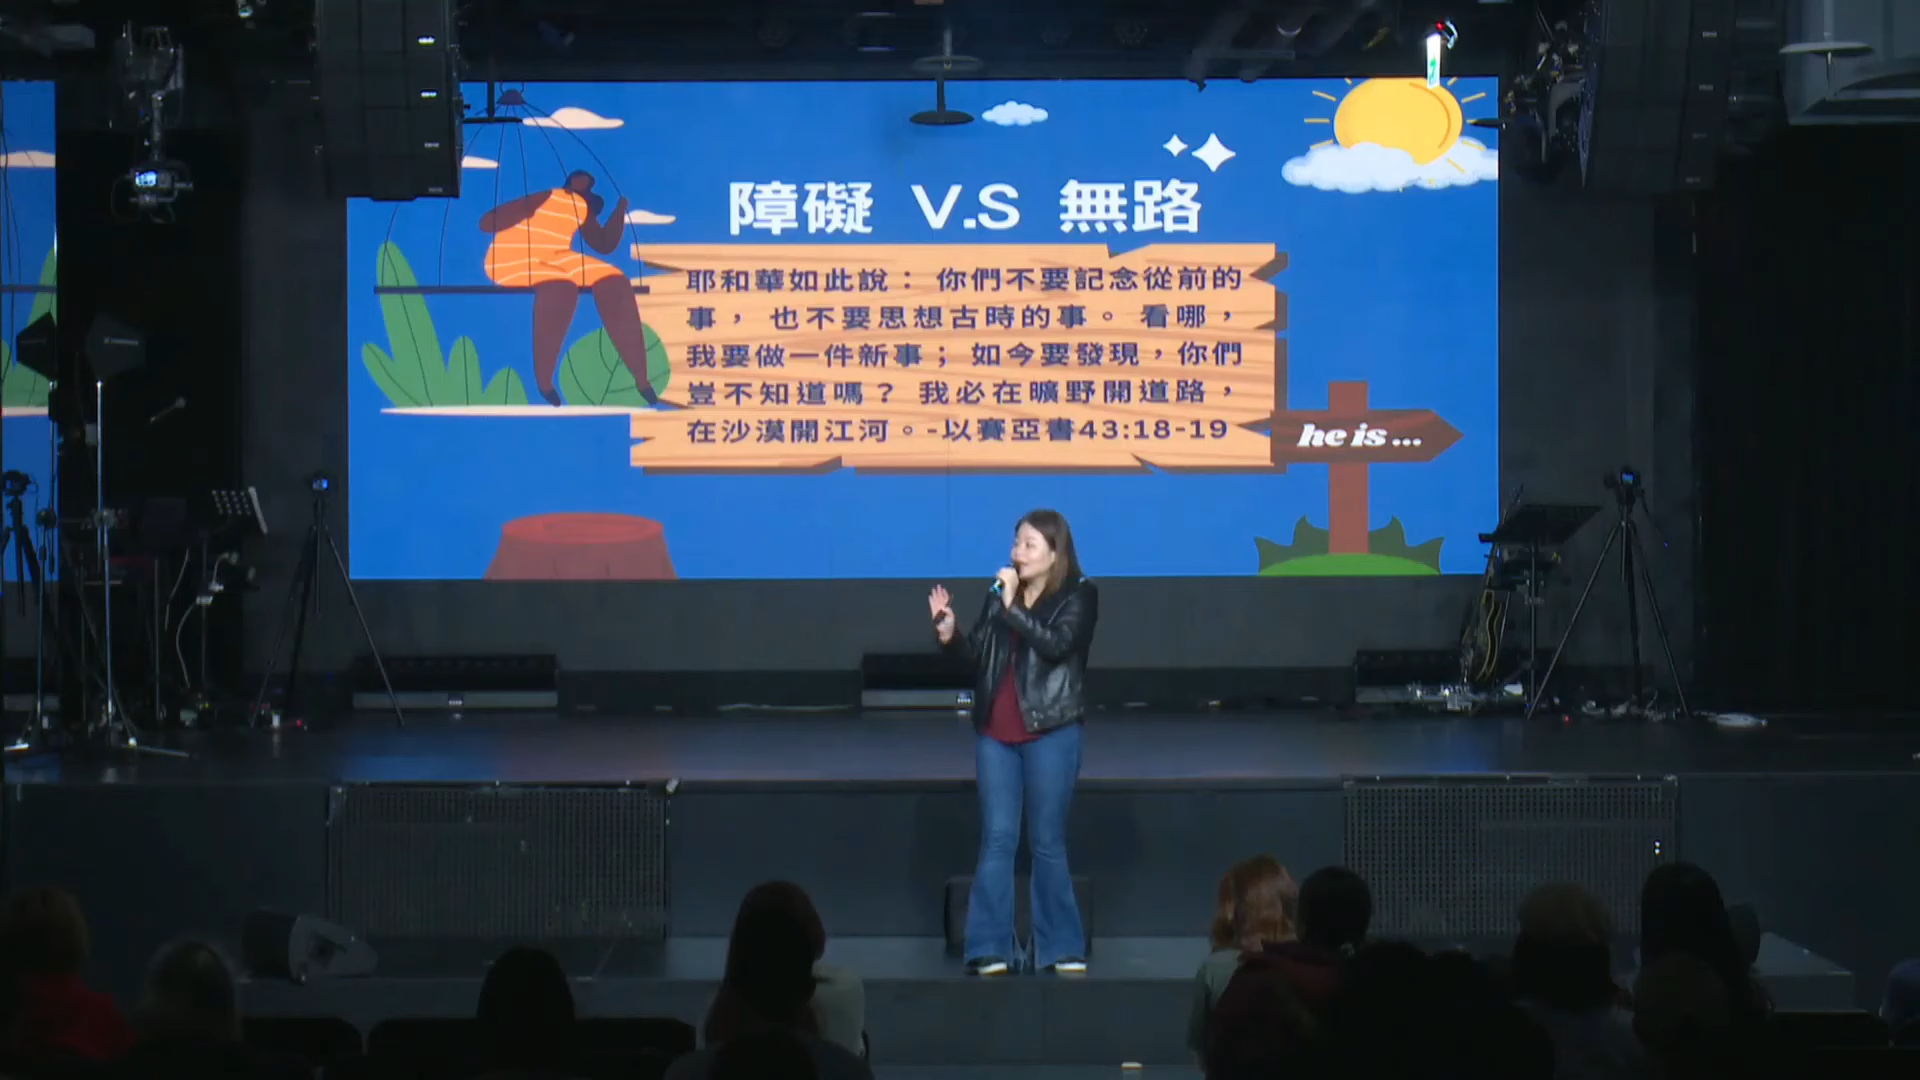 障礙 V.S 無路
耶和華如此說： 你們不要記念從前的
事， 也不要思想古時的事。 看哪，
我要做一件新事； 如今要發現，你們
豈不知道嗎？ 我必在曠野開道路，
在沙漠開江河。-以賽亞書43:18-19
he is ...